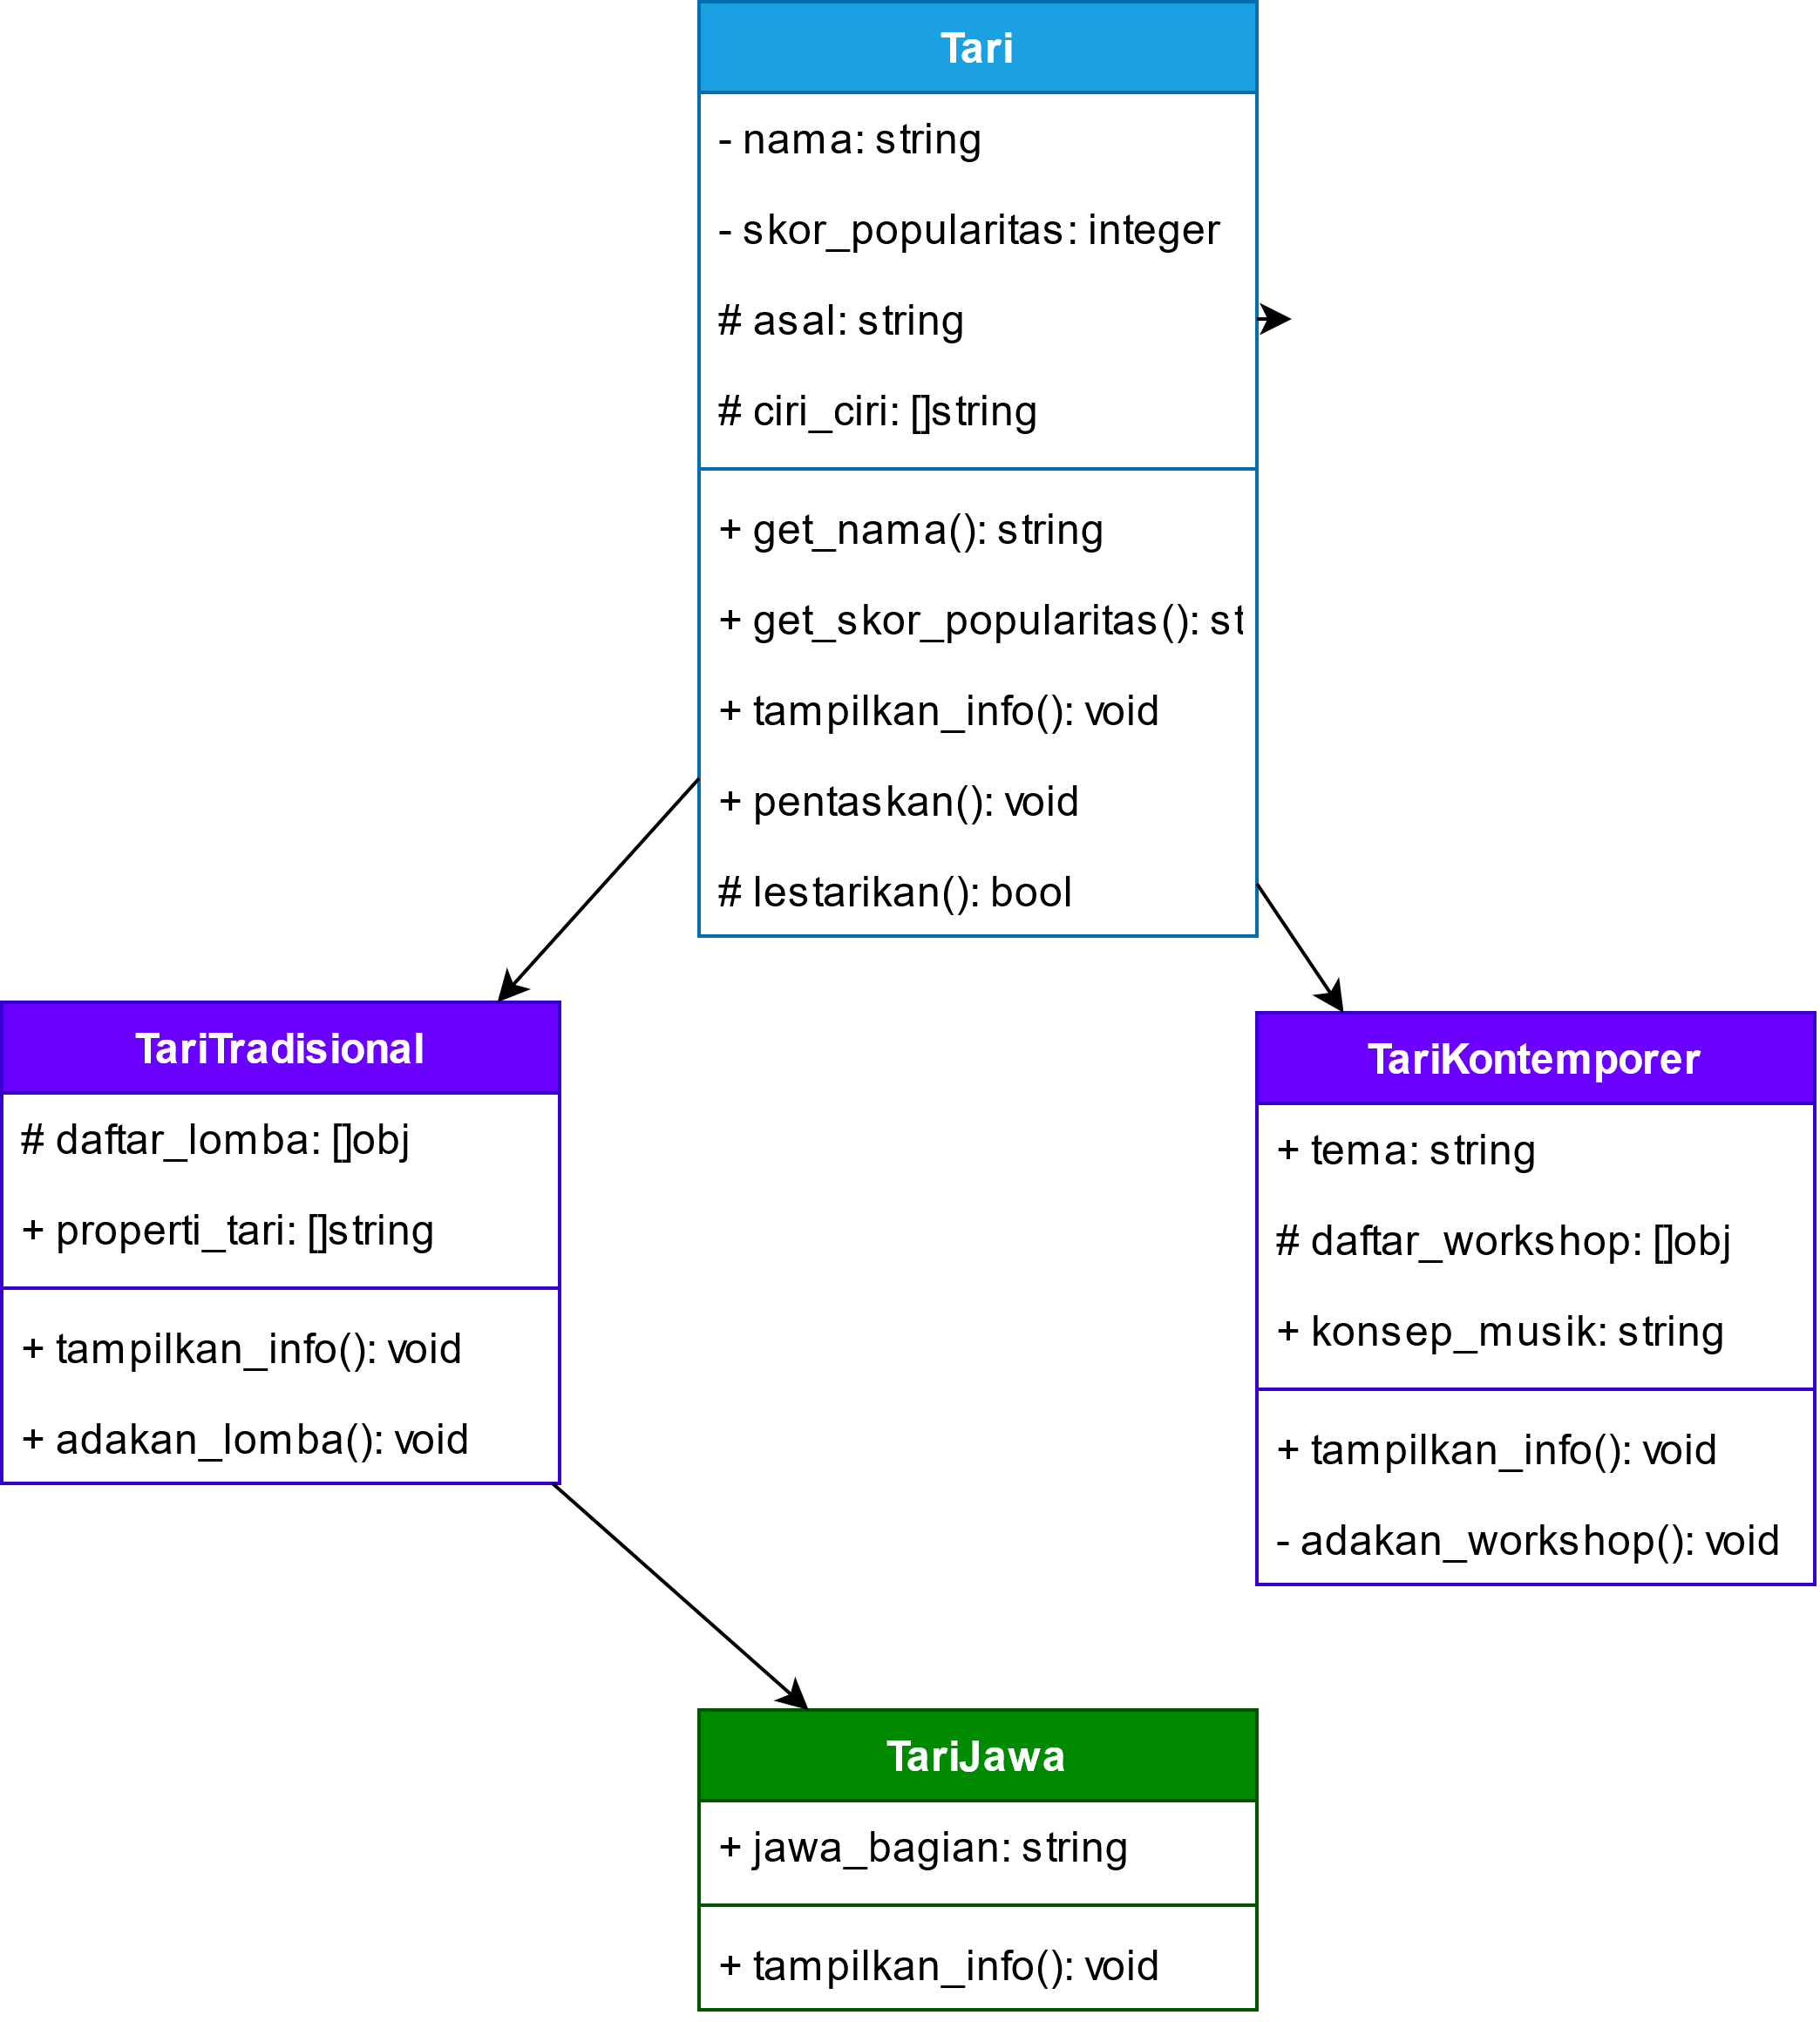 Tari
- nama: string
- skor_popularitas: integer
# asal: string
# ciri_ciri: []string
+ get_nama(): string
+ get_skor_popularitas(): st
+ tampilkan_info(): void
+ pentaskan(): void
# lestarikan(): bool
TariTradisional
# daftar_lomba: []obj
+ properti_tari: []string
+ tampilkan_info(): void
+ adakan_lomba(): void
TariKontemporer
+ tema: string
# daftar_workshop: []obj
+ konsep_musik: string
+ tampilkan_info(): void
- adakan_workshop(): void
TariJawa
+ jawa_bagian: string
+ tampilkan_info(): void